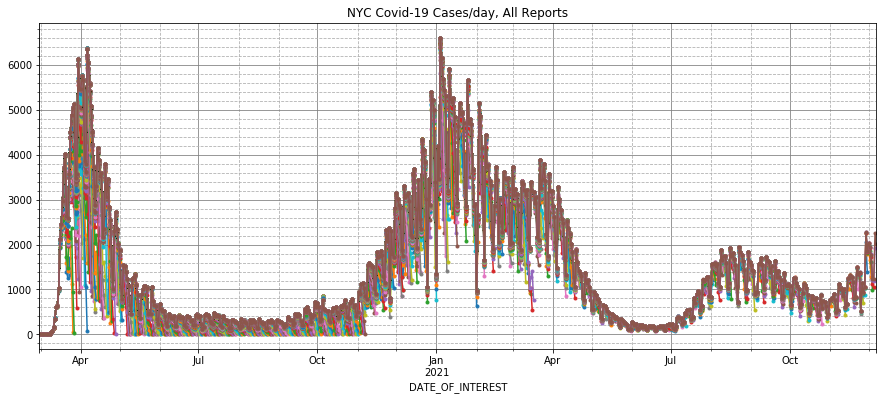 NYC Covid-19 Cases/day, All Reports
6000
5000
4000
3000
2000
1000
0
Apr Jul Oct Jan Apr Jul Oct
2021
DATE_OF_INTEREST